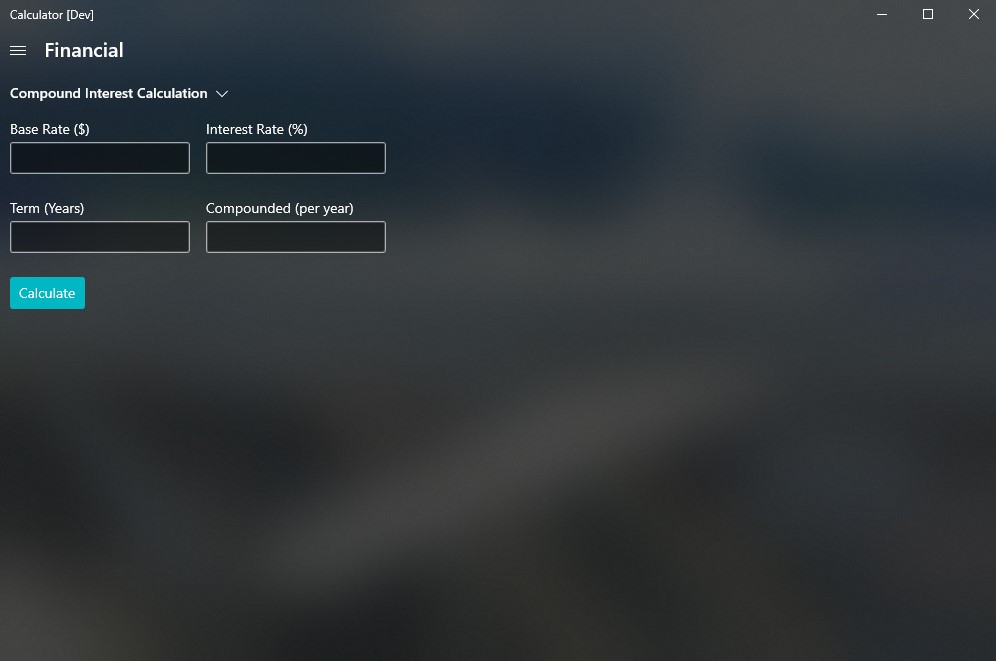 Calculator [Dev]
Financial
Compound Interest Calculation
Base Rate ($) Interest Rate (%)
Term (Years) Compounded (per year)
Calculate